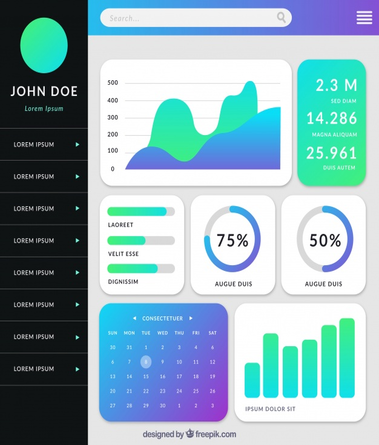 Search...
JOHN DOE
Lorem Ipsum
LOREM IPSUM
LOREM IPSUM
LOREM IPSUM
LOREM IPSUM
LOREM IPSUM
LOREM IPSUM
LOREM IPSUM
LOREM IPSUM
500
400
300
200
100
0
2.3 M
SED DIAM
14.286
MAGNA ALIQUAM
25.961
DUIS AUTEM
LAOREET
VELIT ESSE
DIGNISSIM
75%
AUGUE DUIS
50%
AUGUE DUIS
CONSECTETUER
SUN MON TUE WED THU FRI SAT
30 31 1 2 3 4 5
6 7 8 9 10 11 12
13 14 15 16 17 18 19
20 21 22 23 24 25 26
27 28 29 30 1 2 3
IPSUM DOLOR SIT
designed by freepik.com